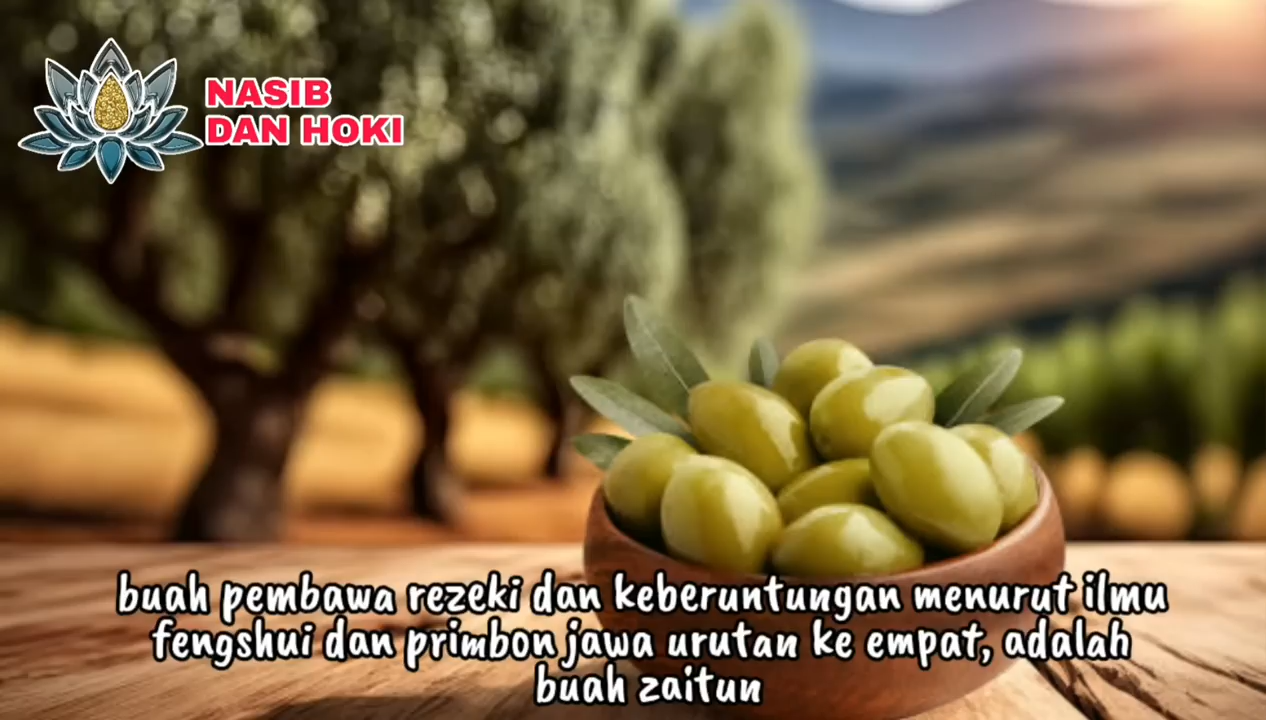 NASIB
DAN HOKI
buah pembawa rezeki dan keberuntungan menurut ilmu
fengshui dan primbon jawa urutan ke empat, adalah
buah zaitun